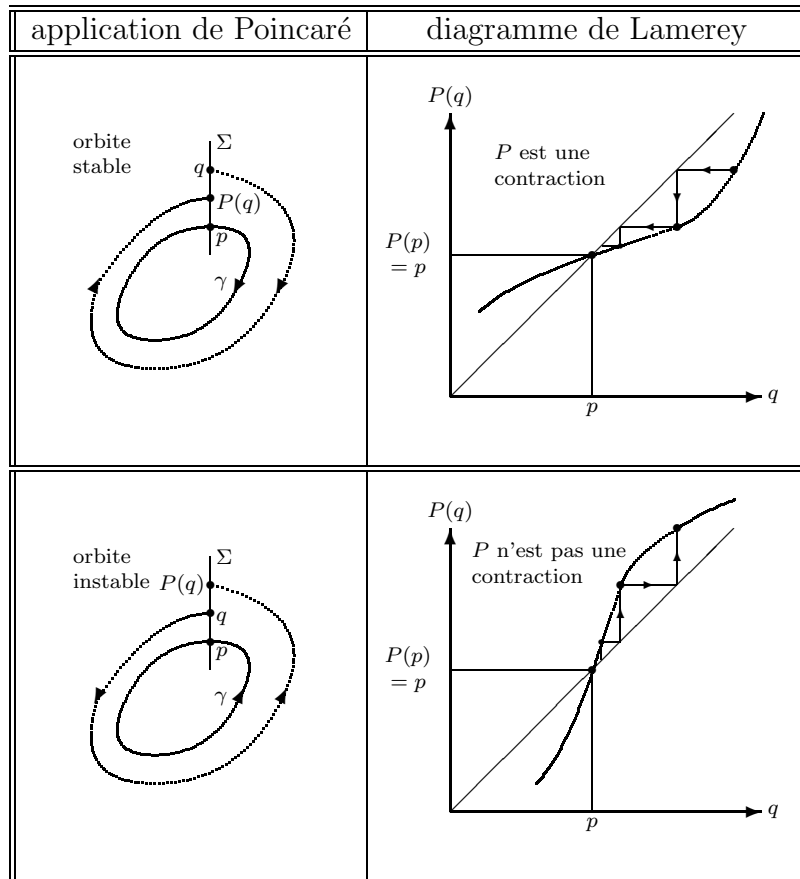 application de Poincaré
diagramme de Lamerey
orbite
stable
Σ
q
P(q)
p
γ
P(q)
P est une
contraction
P(p)
= p
p
q
orbite
instable
Σ
P(q)
q
p
γ
P(q)
P n'est pas une
contraction
P(p)
= p
p
q